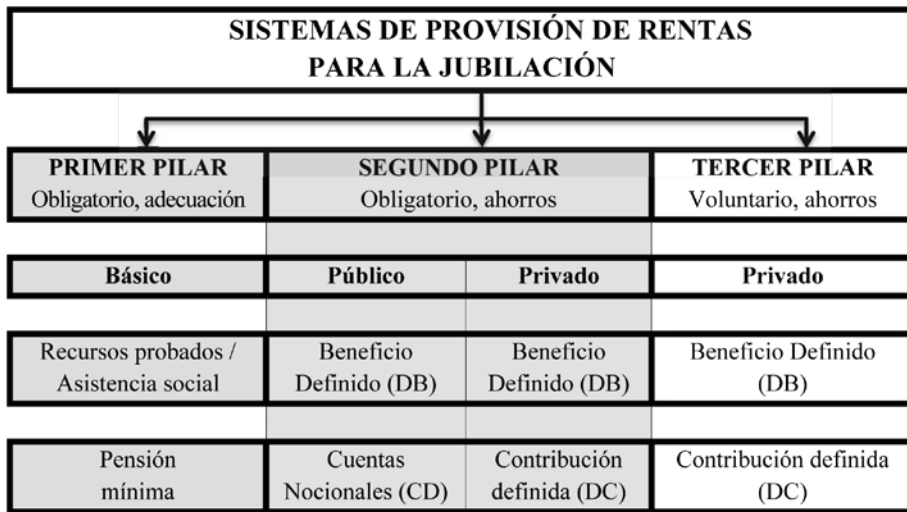 SISTEMAS DE PROVISIÓN DE RENTAS
PARA LA JUBILACIÓN
PRIMER PILAR
Obligatorio, adecuación
SEGUNDO PILAR
Obligatorio, ahorros
TERCER PILAR
Voluntario, ahorros
Básico
Público
Privado
Privado
Recursos probados /
Asistencia social
Beneficio
Definido (DB)
Beneficio
Definido (DB)
Beneficio Definido
(DB)
Pensión
mínima
Cuentas
Nocionales (CD)
Contribución
definida (DC)
Contribución definida
(DC)